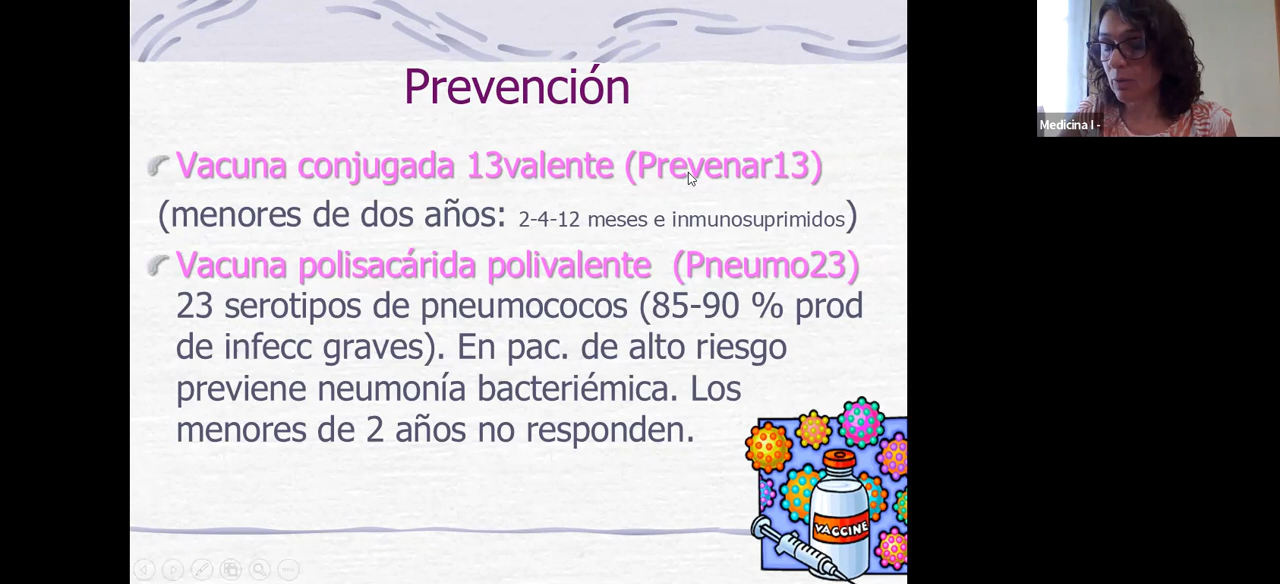 Prevención
Vacuna conjugada 13valente (Prevenar13)
(menores de dos años: 2-4-12 meses e inmunosuprimidos)
Vacuna polisacárida polivalente (Pneumo23)
23 serotipos de pneumococos (85-90 % prod
de infecc graves). En pac. de alto riesgo
previene neumonía bacteriémica. Los
menores de 2 años no responden.
VACCINE
Medicina I -